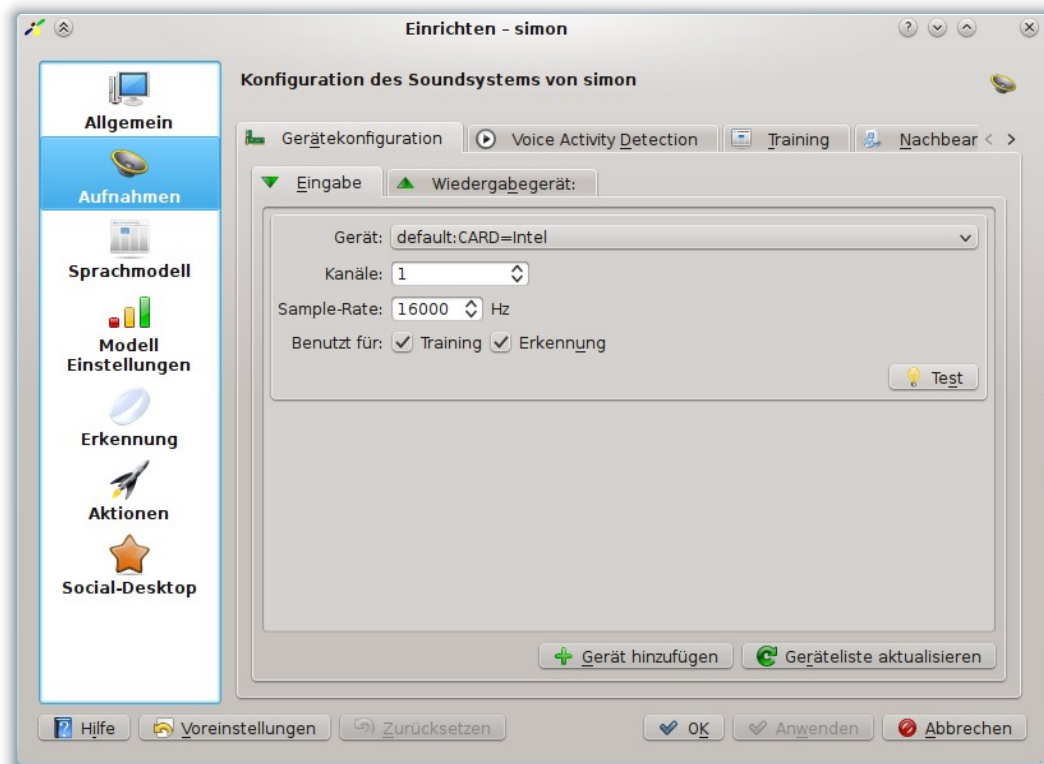 Einrichten – simon
Allgemein
Aufnahmen
Sprachmodell
Modell
Einstellungen
Erkennung
Aktionen
Social-Desktop
Konfiguration des Soundsystems von simon
Gerätekonfiguration Voice Activity Detection Training Nachbear
Eingabe Wiedergabegerät:
Gerät: default:CARD=Intel
Kanäle: 1
Sample-Rate: 16000 Hz
Benutzt für: Training Erkennung
Test
Gerät hinzufügen Geräteliste aktualisieren
Hilfe Voreinstellungen Zurücksetzen OK Anwenden Abbrechen